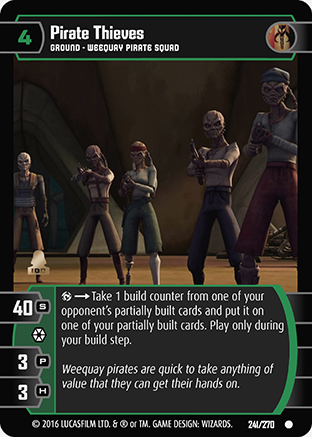 4
Pirate Thieves
GROUND - WEEQUAY PIRATE SQUAD
40 S
Take 1 build counter from one of your
opponent's partially built cards and put it on
one of your partially built cards. Play only during
your build step.
3 P
3 H
Weequay pirates are quick to take anything of
value that they can get their hands on.
© 2016 LUCASFILM LTD. & ® OR TM. GAME DESIGN: WIZARDS. 241/270